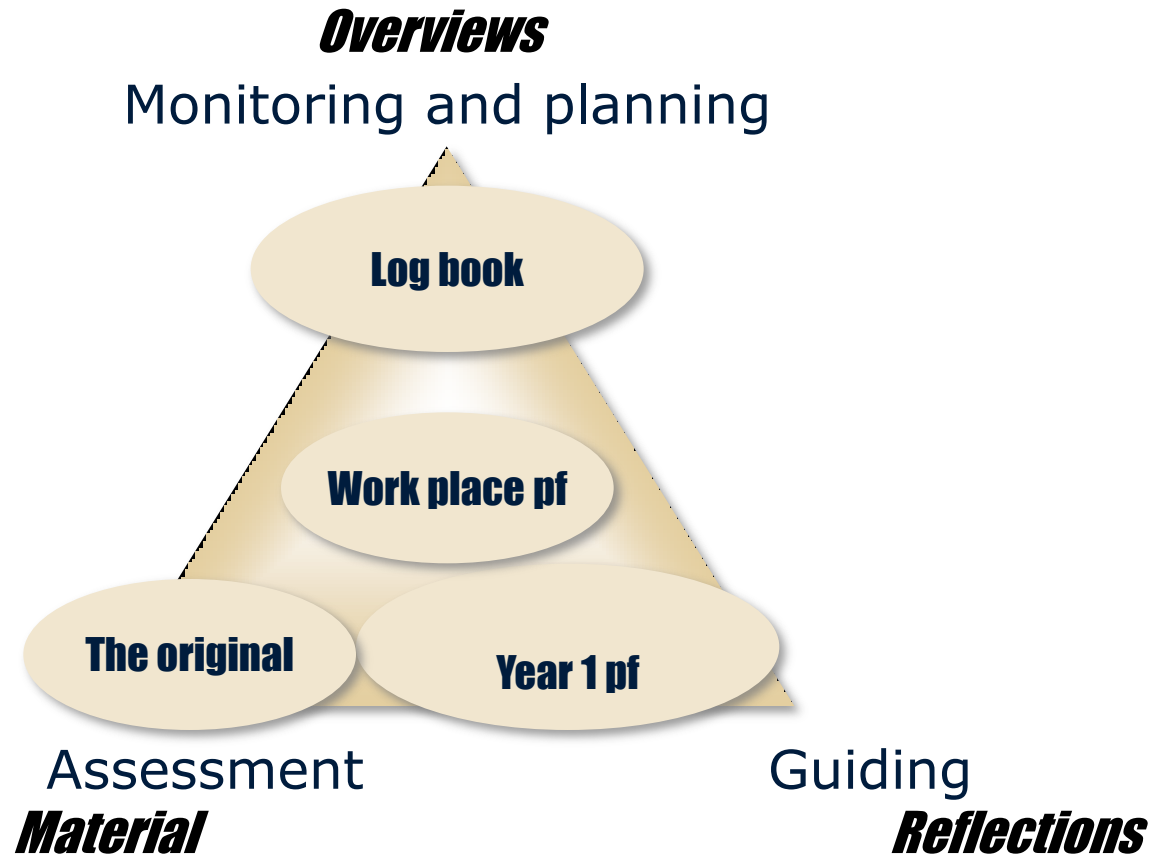 Overviews
Monitoring and planning
Log book
Work place pf
The original
Year 1 pf
Assessment
Guiding
Material
Reflections